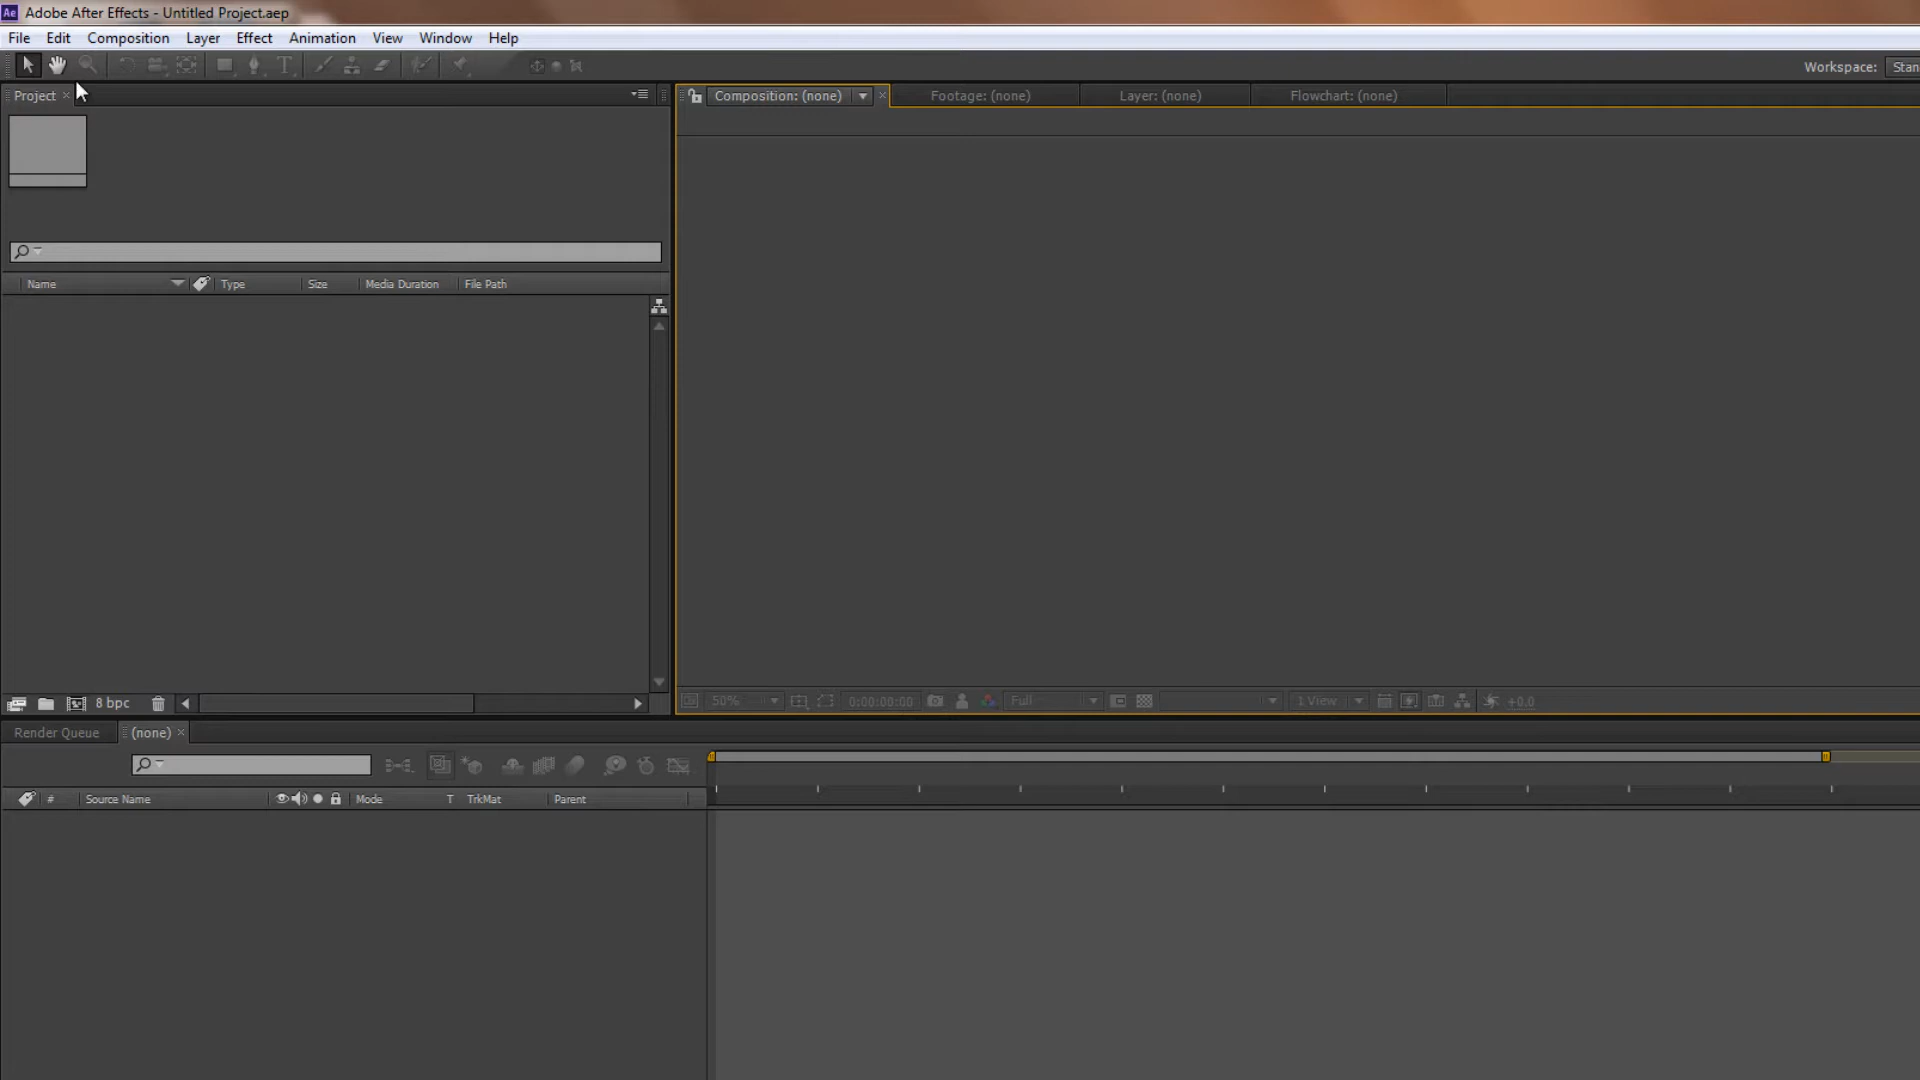 Ae Adobe After Effects - Untitled Project.aep
File Edit Composition Layer Effect Animation View Window Help
T Workspace: Stan
Project × Composition: (none) × Footage: (none) Layer: (none) Flowchart: (none)
Name Type Size Media Duration File Path
8 bpc 50% 0:00:00:00 Full 1 View +0.0
Render Queue (none) ×
# Source Name Mode T TrkMat Parent